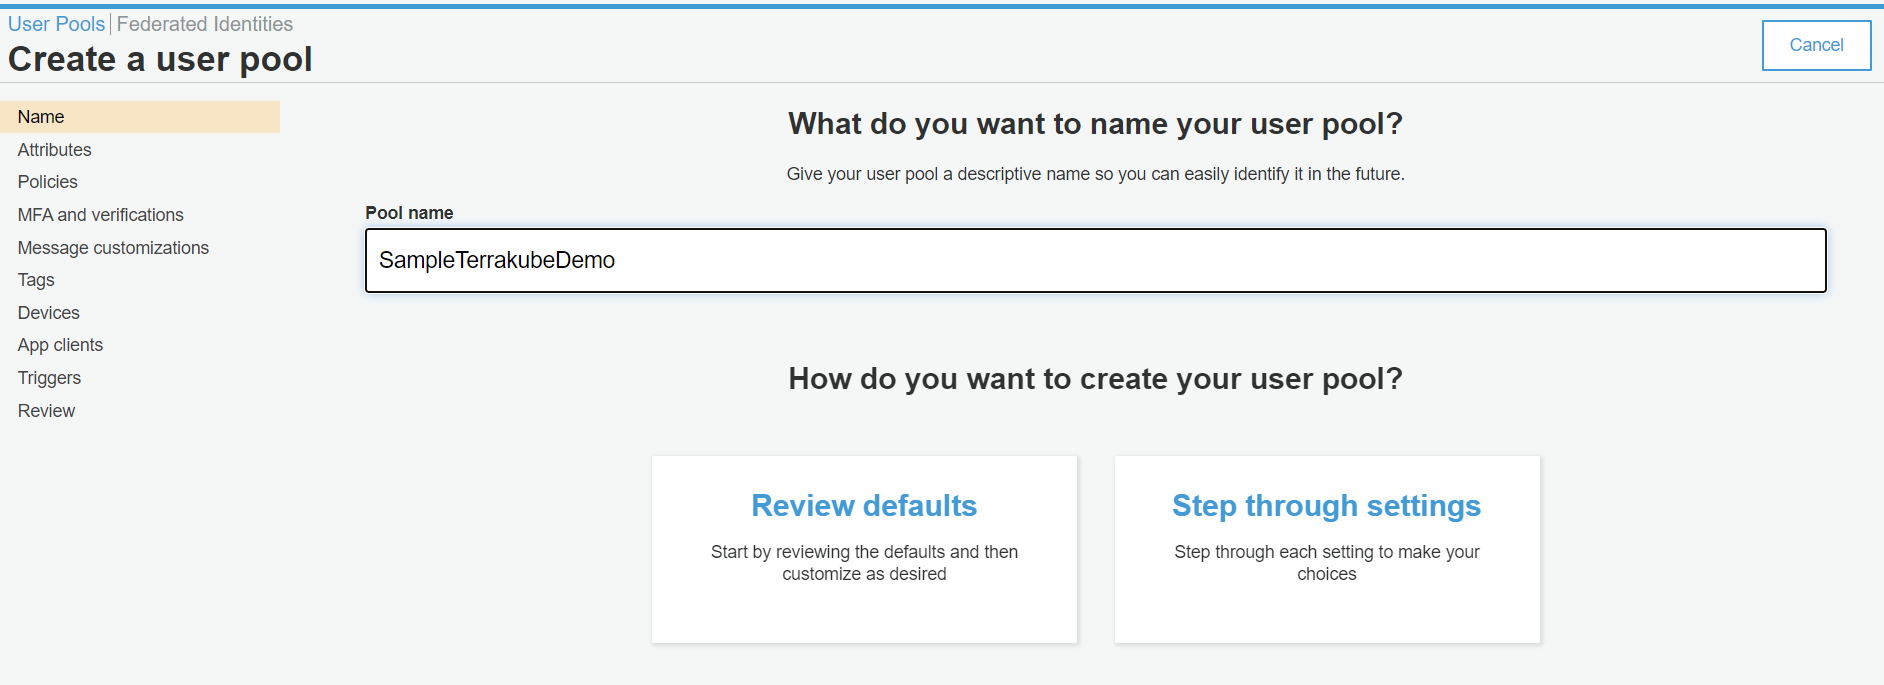 User Pools | Federated Identities
Create a user pool
Cancel
Name
Attributes
Policies
MFA and verifications
Message customizations
Tags
Devices
App clients
Triggers
Review
What do you want to name your user pool?
Give your user pool a descriptive name so you can easily identify it in the future.
Pool name
SampleTerrakubeDemo
How do you want to create your user pool?
Review defaults
Start by reviewing the defaults and then
customize as desired
Step through settings
Step through each setting to make your
choices